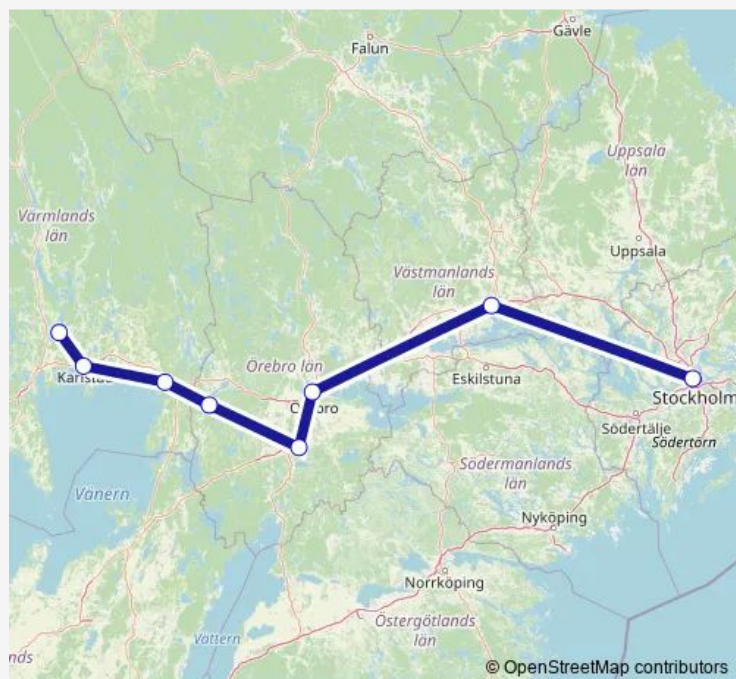 Gävle
Falun
Uppsala
län
Värmlands
län
Uppsala
Västmanlands
län
Örebro län
Eskilstuna
Stockholm
Södertälje
Södertörn
Södermanlands
län
Vänern
Nyköping
Norrköping
Östergötlands
län
Vättern
© OpenStreetMap contributors